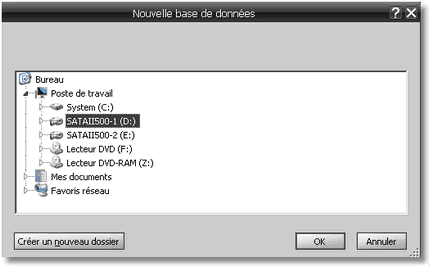 Nouvelle base de données
Bureau
Poste de travail
System (C:)
SATAII500-1 (D:)
SATAII500-2 (E:)
Lecteur DVD (F:)
Lecteur DVD-RAM (Z:)
Mes documents
Favoris réseau
Créer un nouveau dossier
OK
Annuler